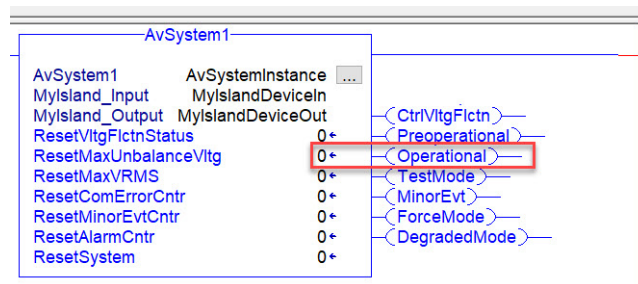 AvSystem1
AvSystem1 AvSystemInstance ...
MyIsland_Input MyIslandDeviceIn
MyIsland_Output MyIslandDeviceOut CtrlVltgFlctn
ResetVltgFlctnStatus 0 Preoperational
ResetMaxUnbalanceVltg 0 Operational
ResetMaxVRMS 0 TestMode
ResetComErrorCntr 0 MinorEvt
ResetMinorEvtCntr 0 ForceMode
ResetAlarmCntr 0 DegradedMode
ResetSystem 0